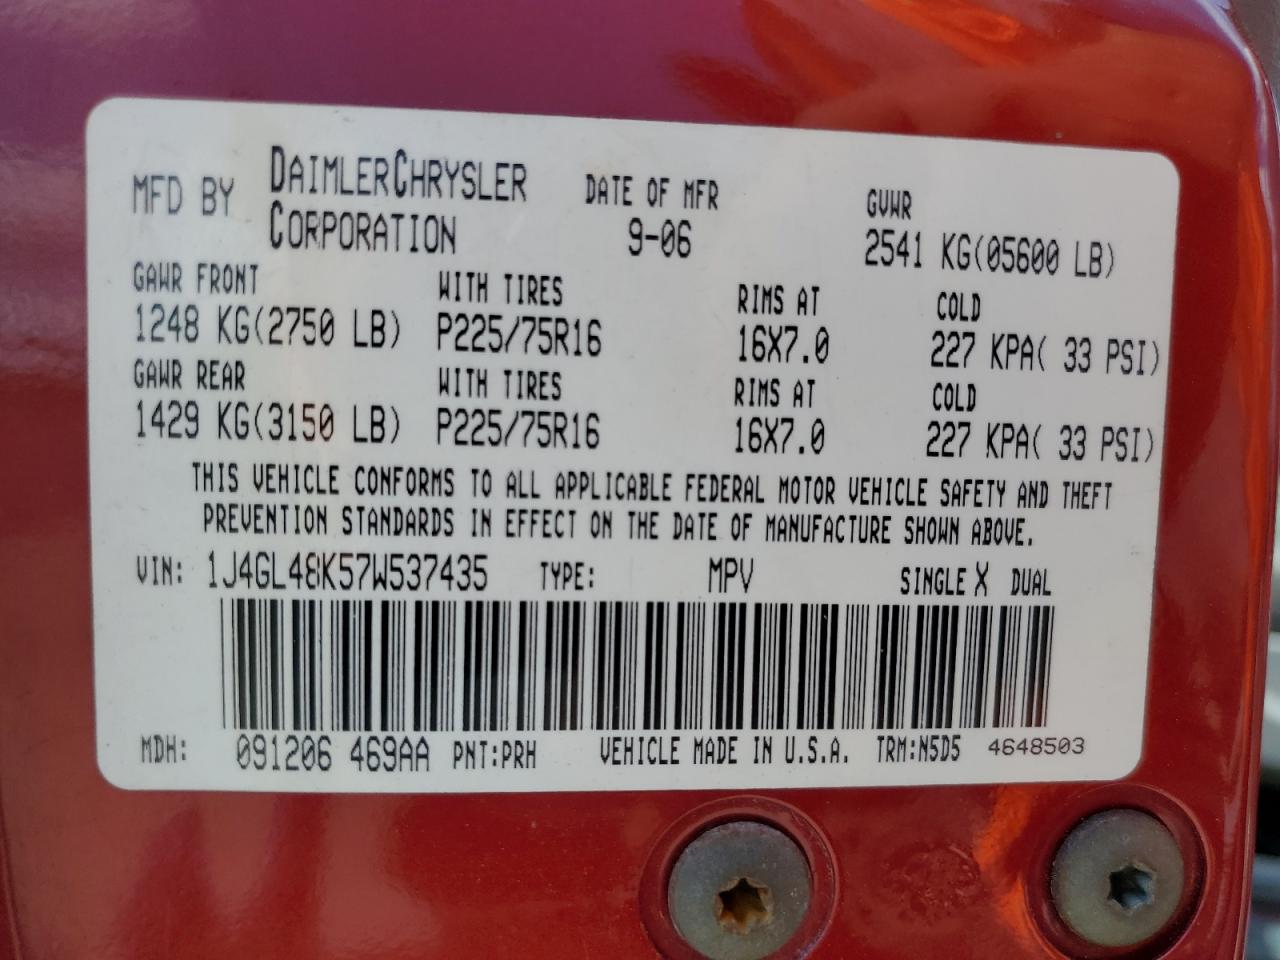 MFD BY DAIMLERCHRYSLER CORPORATION DATE OF MFR 9-06 GVWR 2541 KG(05600 LB)
GAWR FRONT WITH TIRES RIMS AT COLD
1248 KG(2750 LB) P225/75R16 16X7.0 227 KPA( 33 PSI)
GAWR REAR WITH TIRES RIMS AT COLD
1429 KG(3150 LB) P225/75R16 16X7.0 227 KPA( 33 PSI)
THIS VEHICLE CONFORMS TO ALL APPLICABLE FEDERAL MOTOR VEHICLE SAFETY AND THEFT
PREVENTION STANDARDS IN EFFECT ON THE DATE OF MANUFACTURE SHOWN ABOVE.
VIN: 1J4GL48K57W537435 TYPE: MPV SINGLE X DUAL
MDH: 091206 469AA PNT:PRH VEHICLE MADE IN U.S.A. TRM:N5D5 4648503